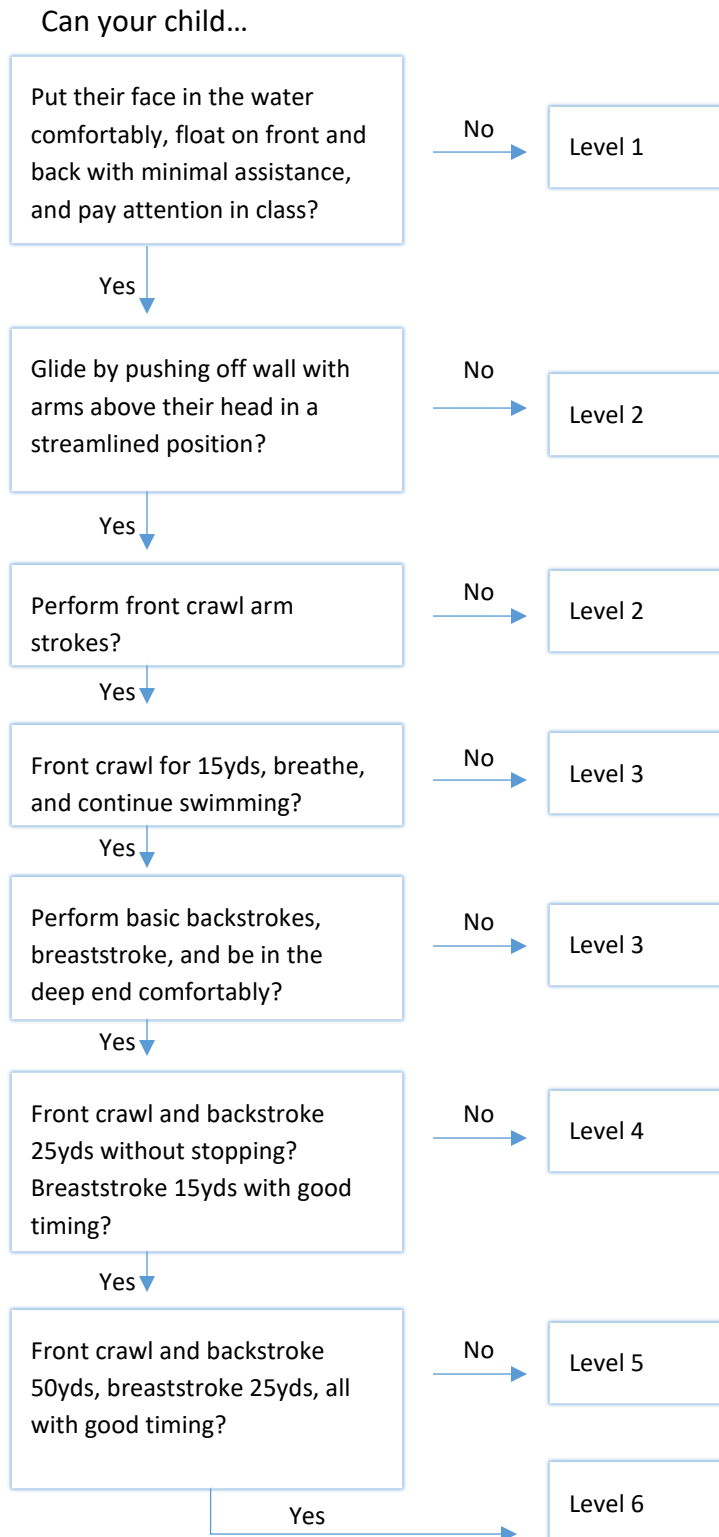 Can your child…
Put their face in the water
comfortably, float on front and
back with minimal assistance,
and pay attention in class?
No
Level 1
Yes
Glide by pushing off wall with
arms above their head in a
streamlined position?
No
Level 2
Yes
Perform front crawl arm
strokes?
No
Level 2
Yes
Front crawl for 15yds, breathe,
and continue swimming?
No
Level 3
Yes
Perform basic backstrokes,
breaststroke, and be in the
deep end comfortably?
No
Level 3
Yes
Front crawl and backstroke
25yds without stopping?
Breaststroke 15yds with good
timing?
No
Level 4
Yes
Front crawl and backstroke
50yds, breaststroke 25yds, all
with good timing?
No
Level 5
Yes
Level 6